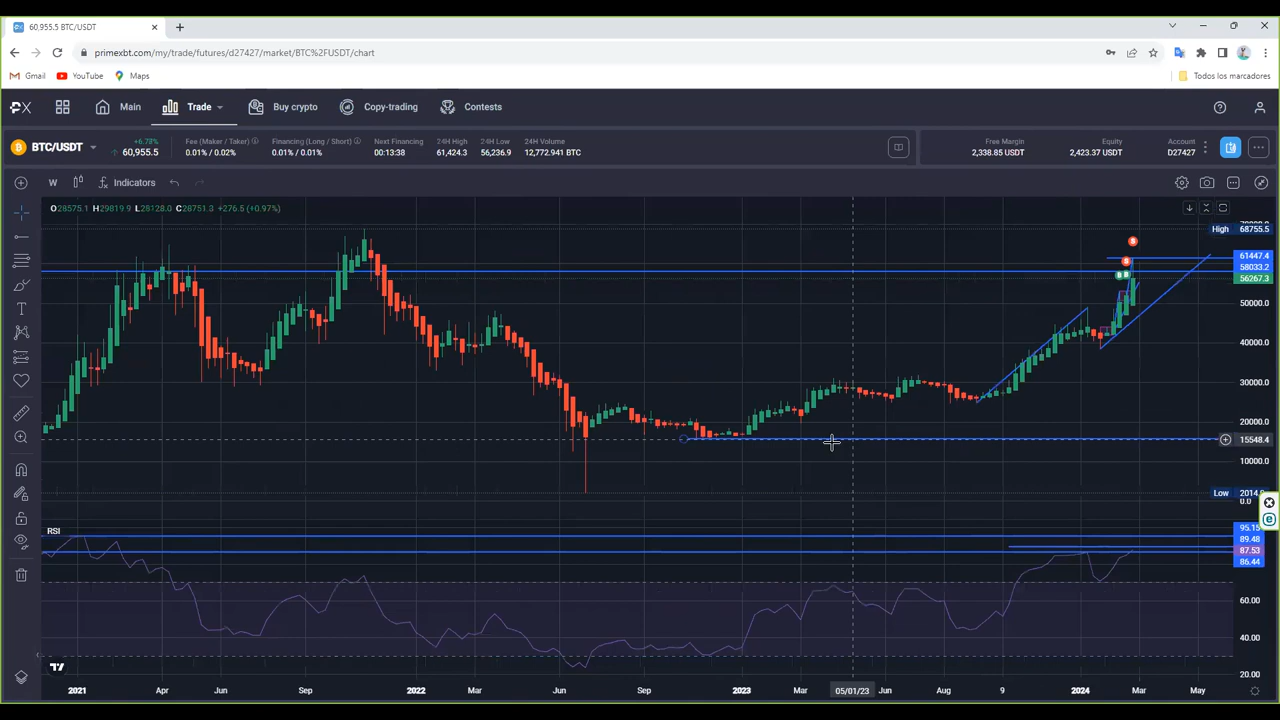 60,955.5 BTC/USDT
primexbt.com/my/trade/futures/d27427/market/BTC%2FUSDT/chart
Gmail YouTube Maps Todos los marcadores
Main Trade Buy crypto Copy-trading Contests
BTC/USDT +6.78% 60,955.5
Fee (Maker / Taker) 0.01% / 0.02%
Financing (Long / Short) 0.01% / 0.01%
Next Financing 00:13:38
24H High 61,424.3
24H Low 56,236.9
24H Volume 12,772.941 BTC
Free Margin 2,338.85 USDT
Equity 2,423.37 USDT
Account D27427
W Indicators
O28575.1 H29819.9 L28128.0 C28751.3 +276.5 (+0.97%)
High 68755.5
61447.4
58033.2
56267.3
50000.0
40000.0
30000.0
20000.0
15548.4
10000.0
Low 2014
0.0
RSI
95.15
89.48
87.53
86.44
60.00
40.00
20.00
2021 Apr Jun Sep 2022 Mar Jun Sep 2023 Mar 05/01/23 Jun Aug 9 2024 Mar May